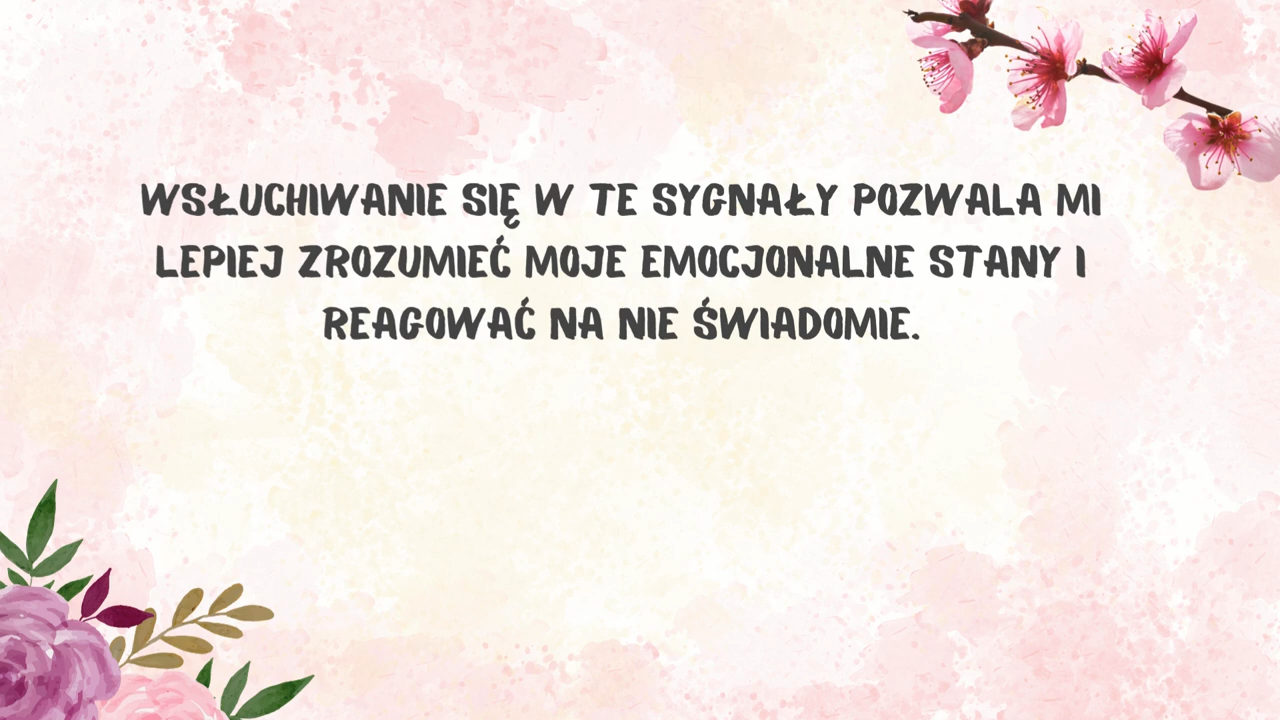 WSŁUCHIWANIE SIĘ W TE SYGNAŁY POZWALA MI
LEPIEJ ZROZUMIEĆ MOJE EMOCJONALNE STANY I
REAGOWAĆ NA NIE ŚWIADOMIE.